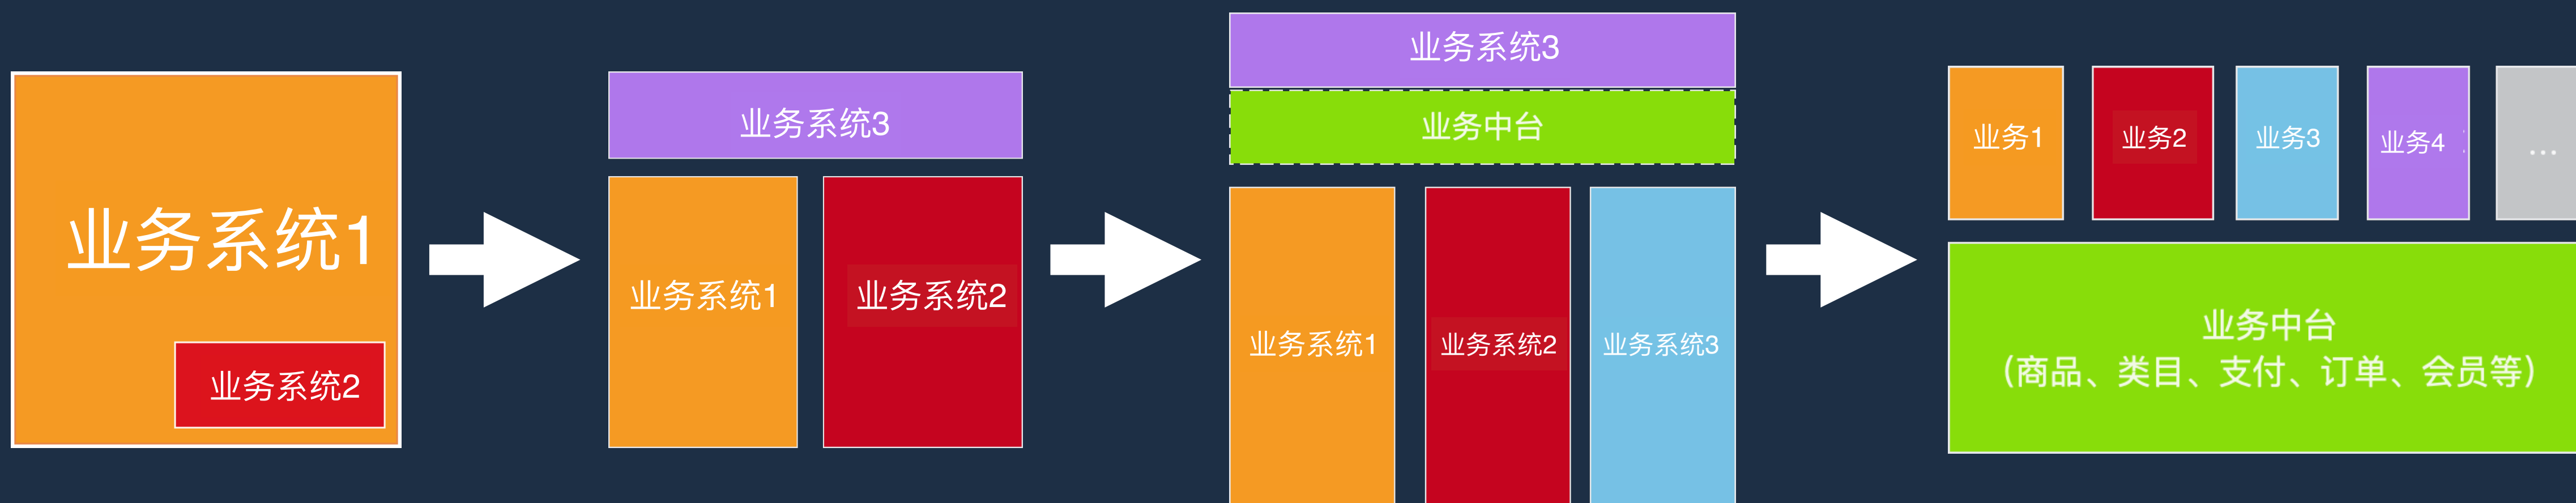 业务系统1
业务系统2
业务系统3
业务系统1
业务系统2
业务系统3
业务中台
业务系统1
业务系统2
业务系统3
业务1
业务2
业务3
业务4
...
业务中台
（商品、类目、支付、订单、会员等）